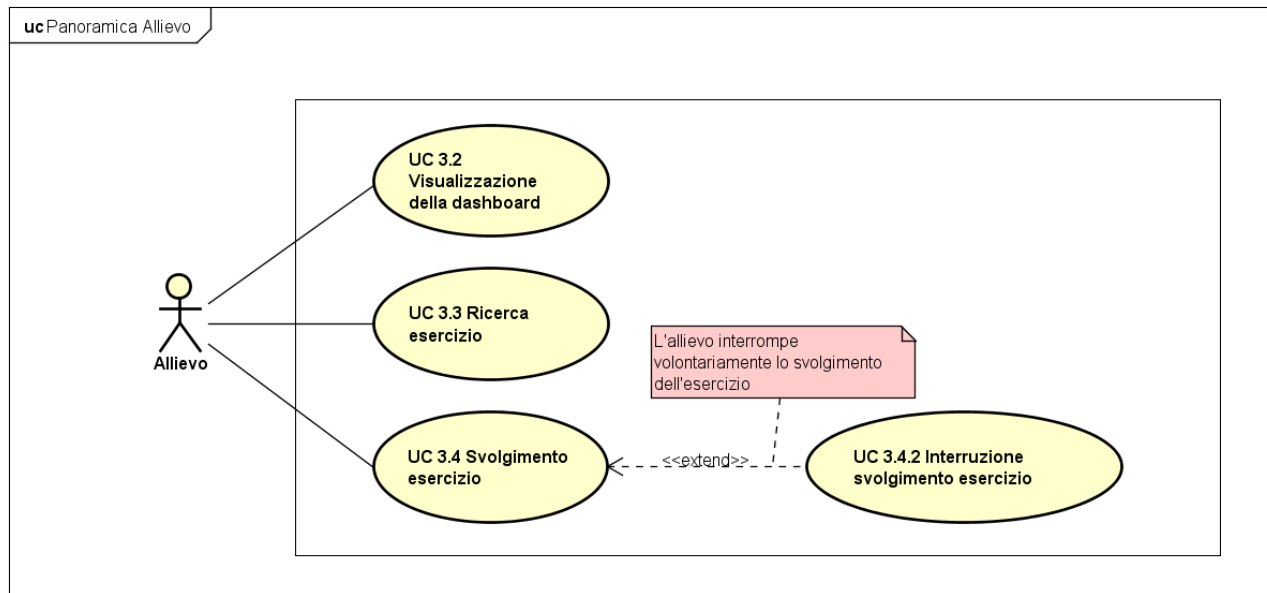 uc Panoramica Allievo
UC 3.2
Visualizzazione
della dashboard
UC 3.3 Ricerca
esercizio
L'allievo interrompe
volontariamente lo svolgimento
dell'esercizio
Allievo
UC 3.4 Svolgimento
esercizio
<<extend>>
UC 3.4.2 Interruzione
svolgimento esercizio